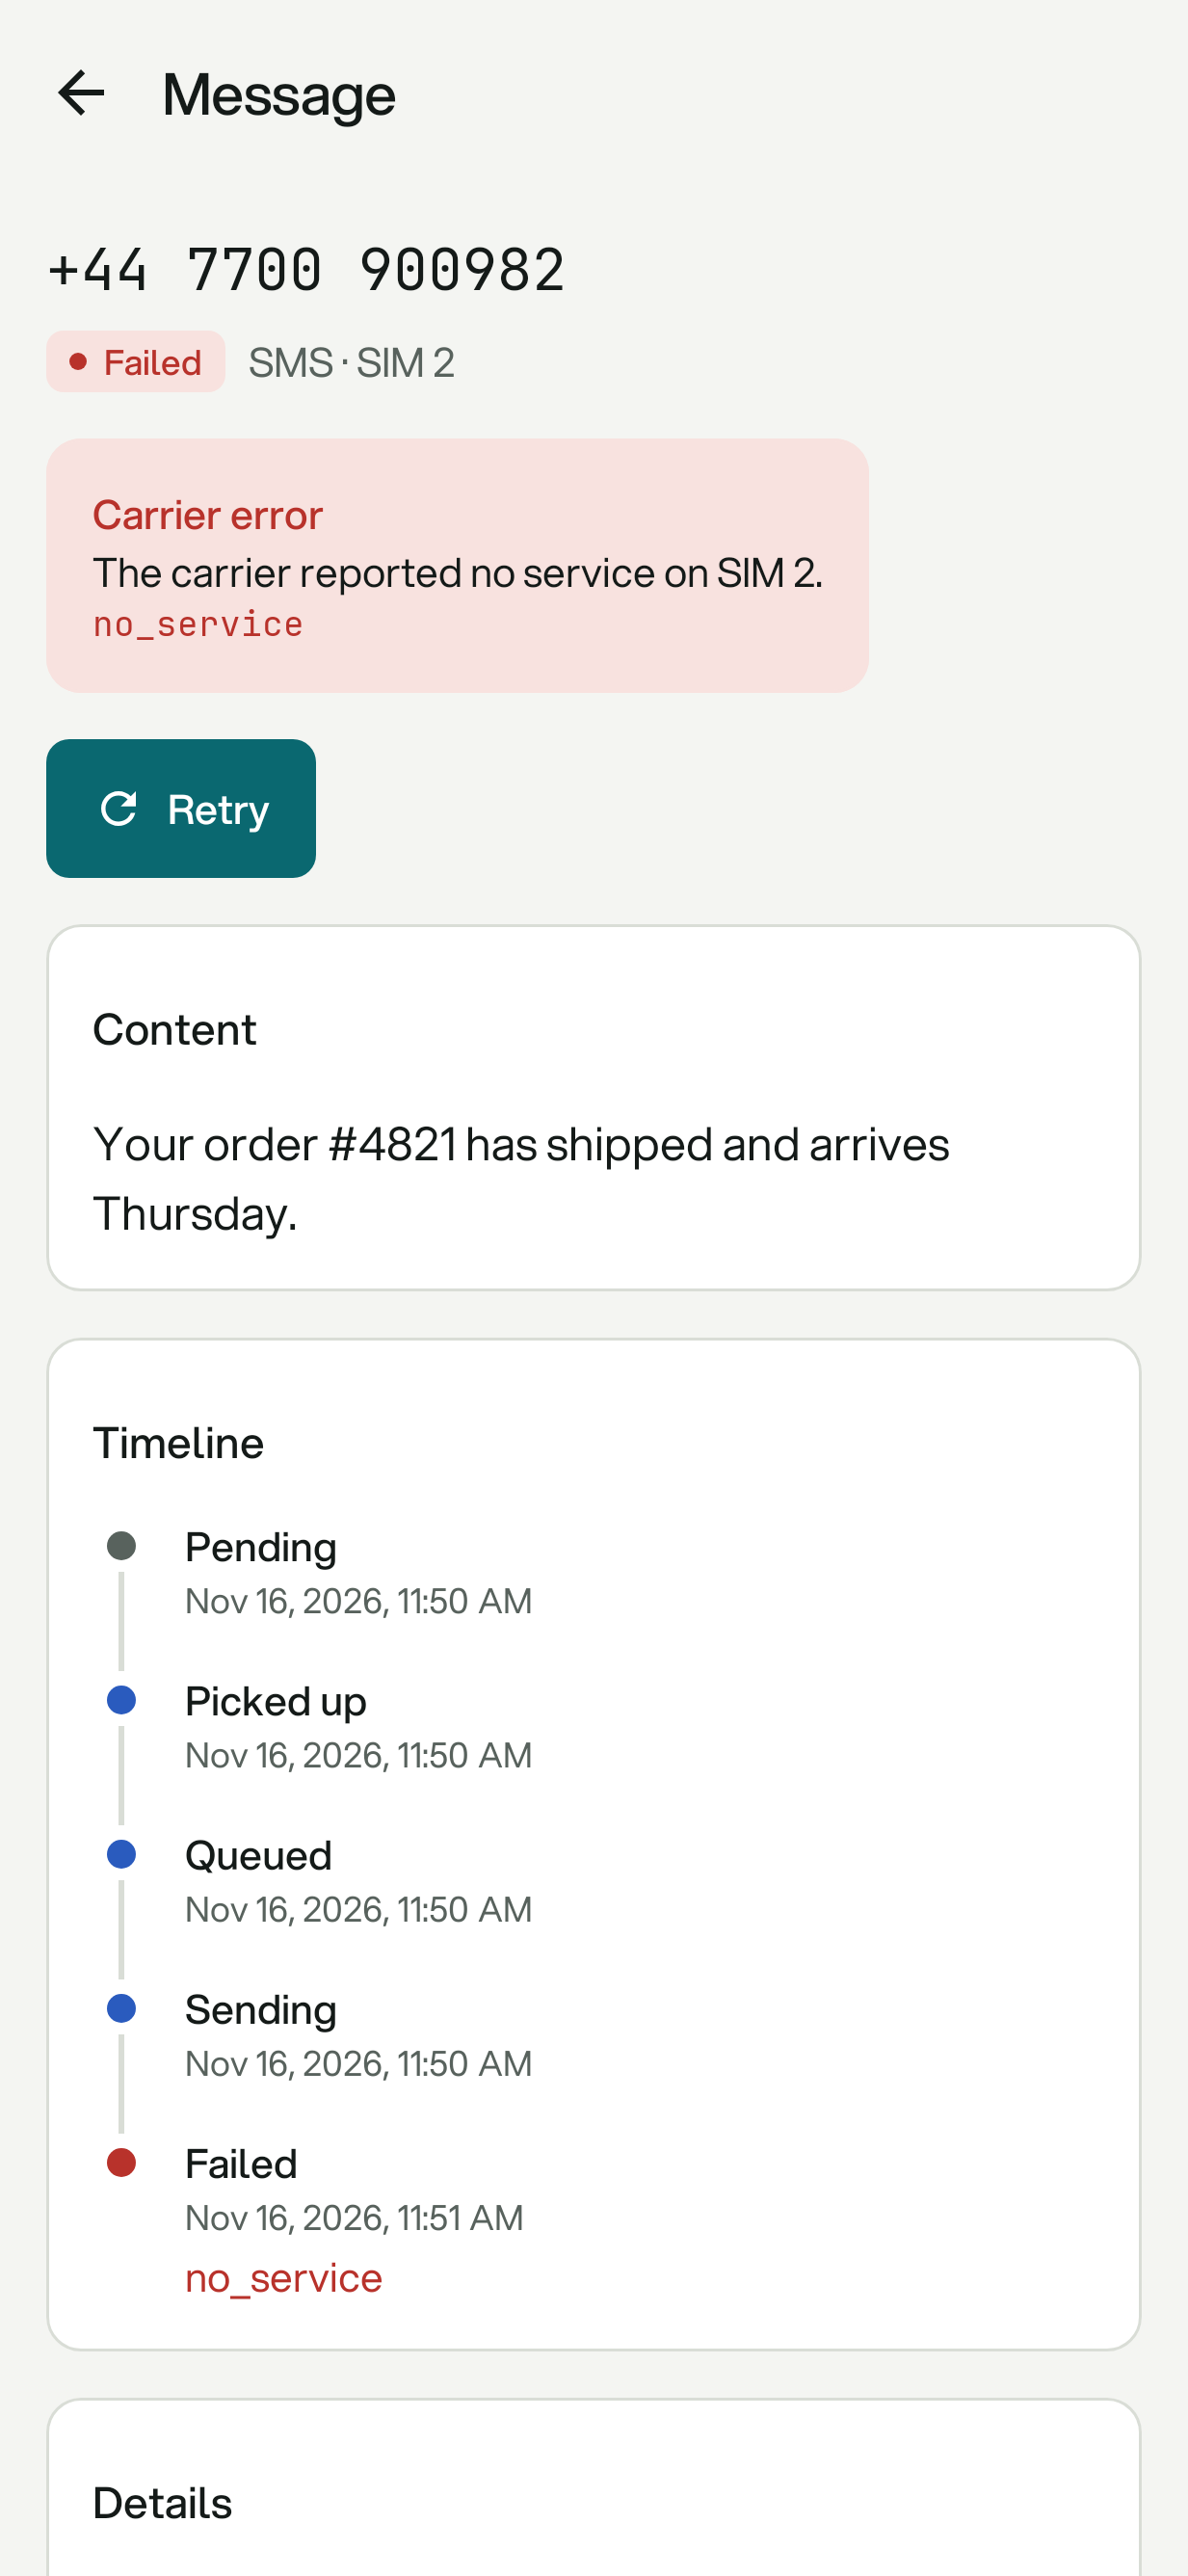 Message
+44 7700 900982
Failed SMS · SIM 2
Carrier error
The carrier reported no service on SIM 2.
no_service
Retry
Content
Your order #4821 has shipped and arrives
Thursday.
Timeline
Pending
Nov 16, 2026, 11:50 AM
Picked up
Nov 16, 2026, 11:50 AM
Queued
Nov 16, 2026, 11:50 AM
Sending
Nov 16, 2026, 11:50 AM
Failed
Nov 16, 2026, 11:51 AM
no_service
Details